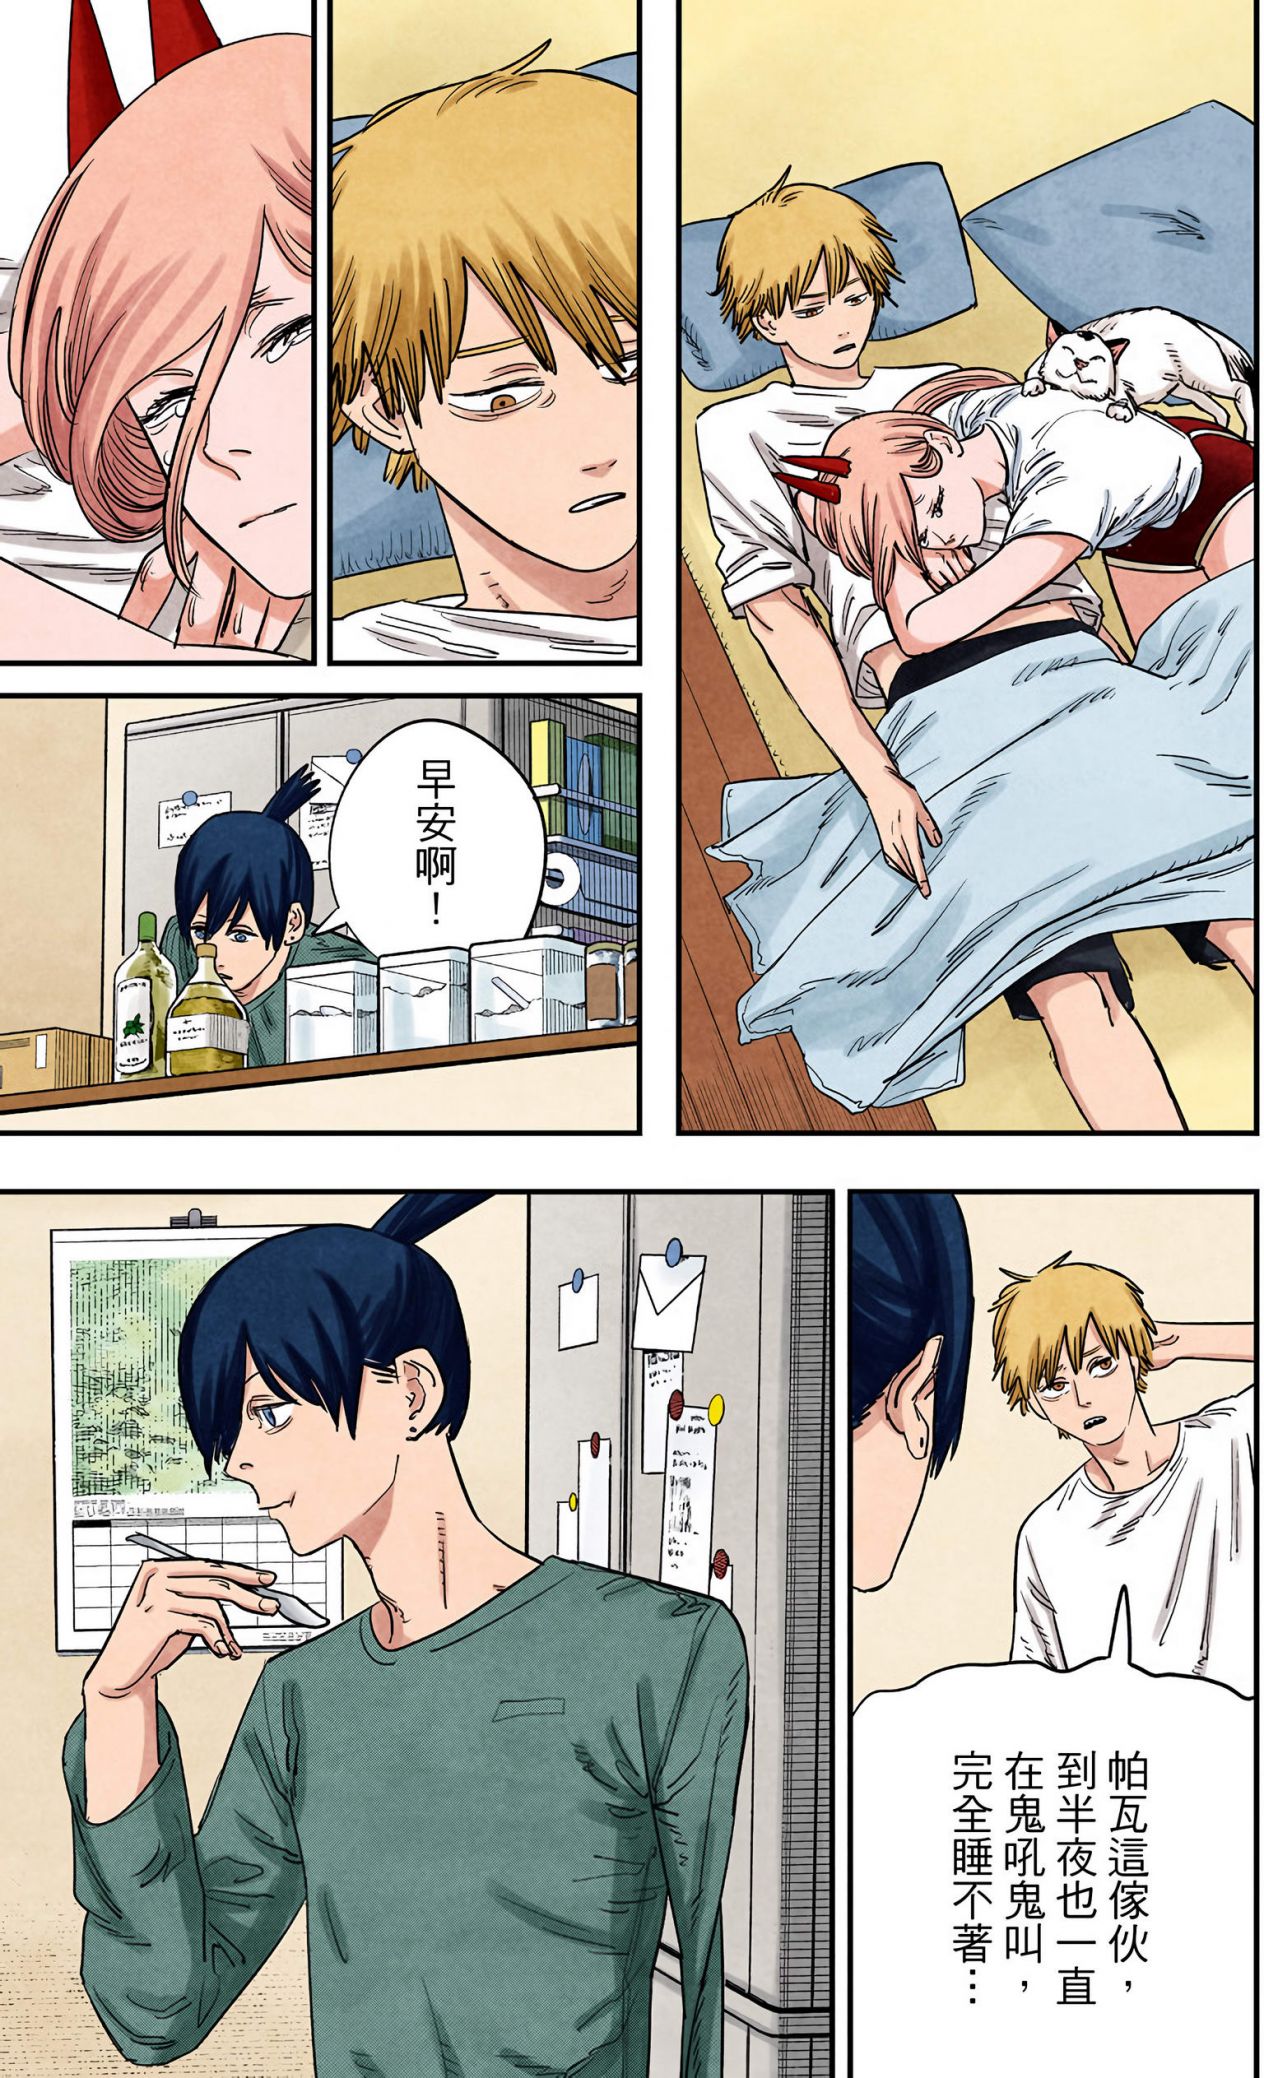 早安啊！
帕瓦這傢伙，
到半夜也一直
在鬼吼鬼叫，
完全睡不著…